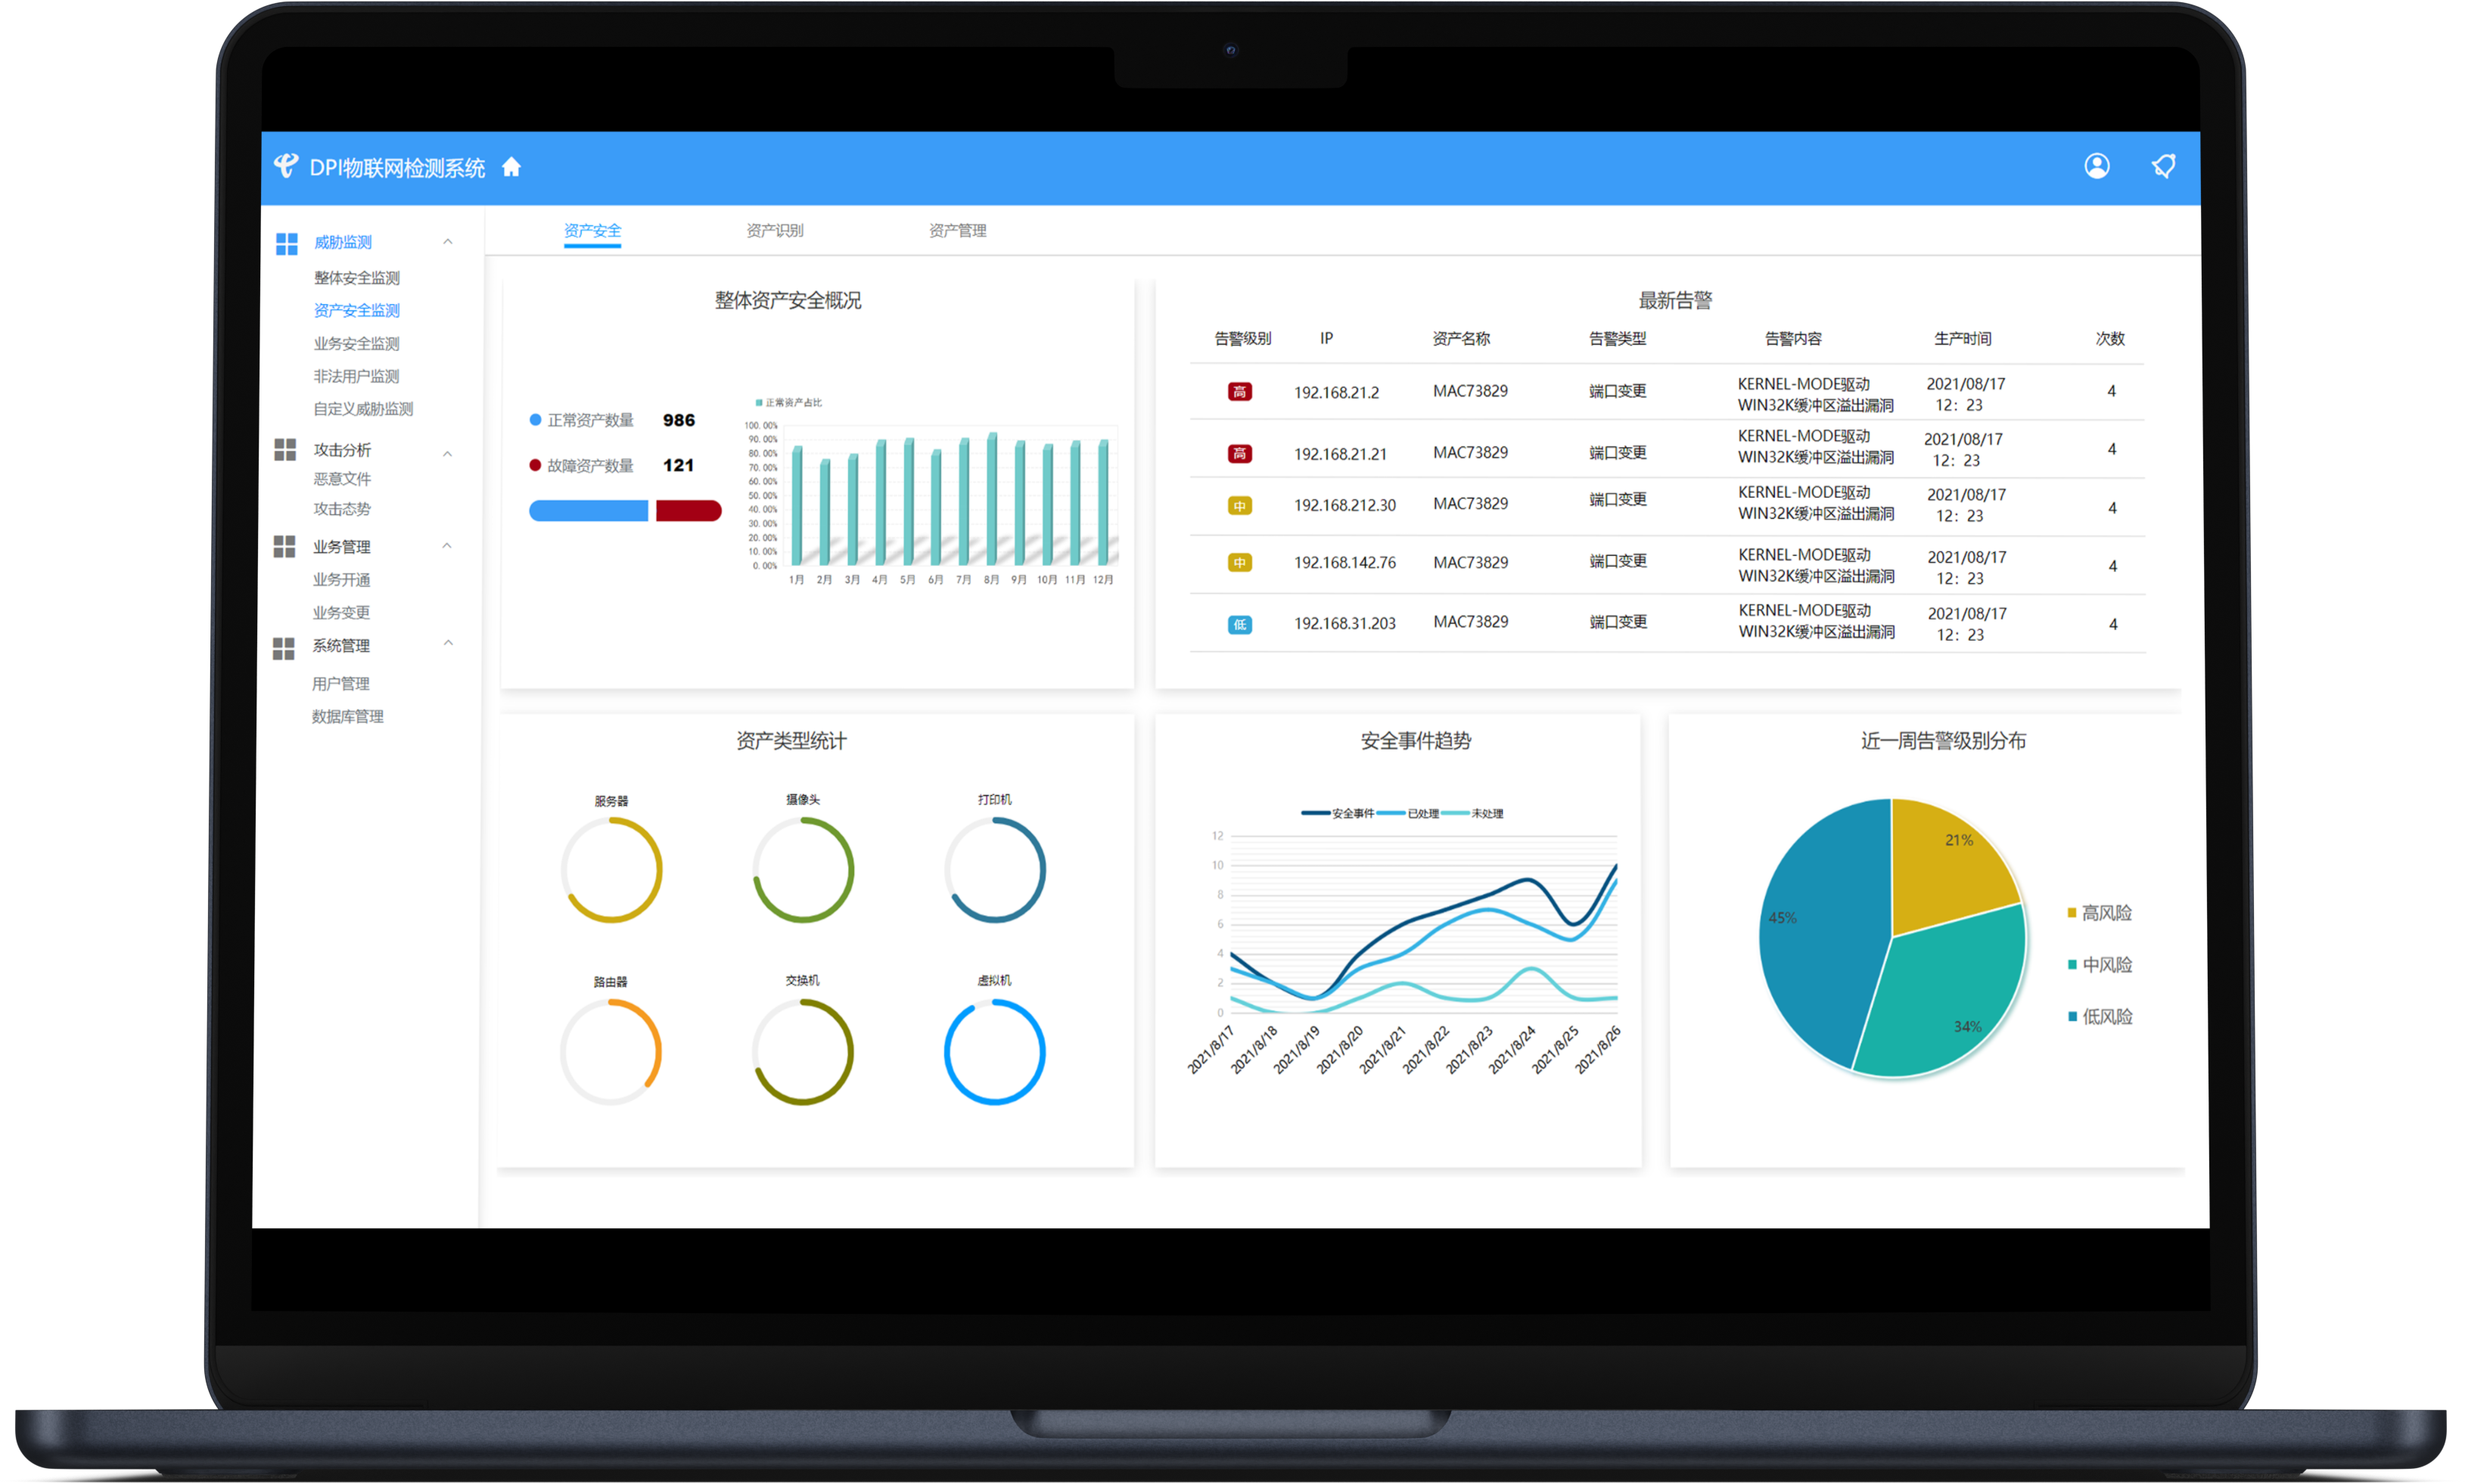 DPI物联网检测系统
威胁监测
整体安全监测
资产安全监测
业务安全监测
非法用户监测
自定义威胁监测
攻击分析
恶意文件
攻击态势
业务管理
业务开通
业务变更
系统管理
用户管理
数据库管理
资产安全 资产识别 资产管理
整体资产安全概况
正常资产数量 986
故障资产数量 121
正常资产占比
100.00%
90.00%
80.00%
70.00%
60.00%
50.00%
40.00%
30.00%
20.00%
10.00%
0.00%
1月 2月 3月 4月 5月 6月 7月 8月 9月 10月 11月 12月
最新告警
告警级别 IP 资产名称 告警类型 告警内容 生产时间 次数
高 192.168.21.2 MAC73829 端口变更 KERNEL-MODE驱动 2021/08/17 4
WIN32K缓冲区溢出漏洞 12：23
高 192.168.21.21 MAC73829 端口变更 KERNEL-MODE驱动 2021/08/17 4
WIN32K缓冲区溢出漏洞 12：23
中 192.168.212.30 MAC73829 端口变更 KERNEL-MODE驱动 2021/08/17 4
WIN32K缓冲区溢出漏洞 12：23
中 192.168.142.76 MAC73829 端口变更 KERNEL-MODE驱动 2021/08/17 4
WIN32K缓冲区溢出漏洞 12：23
低 192.168.31.203 MAC73829 端口变更 KERNEL-MODE驱动 2021/08/17 4
WIN32K缓冲区溢出漏洞 12：23
资产类型统计
服务器 摄像头 打印机
路由器 交换机 虚拟机
安全事件趋势
安全事件 已处理 未处理
12
10
8
6
4
2
0
2021/8/17 2021/8/18 2021/8/19 2021/8/20 2021/8/21 2021/8/22 2021/8/23 2021/8/24 2021/8/25 2021/8/26
近一周告警级别分布
21%
45%
34%
高风险
中风险
低风险